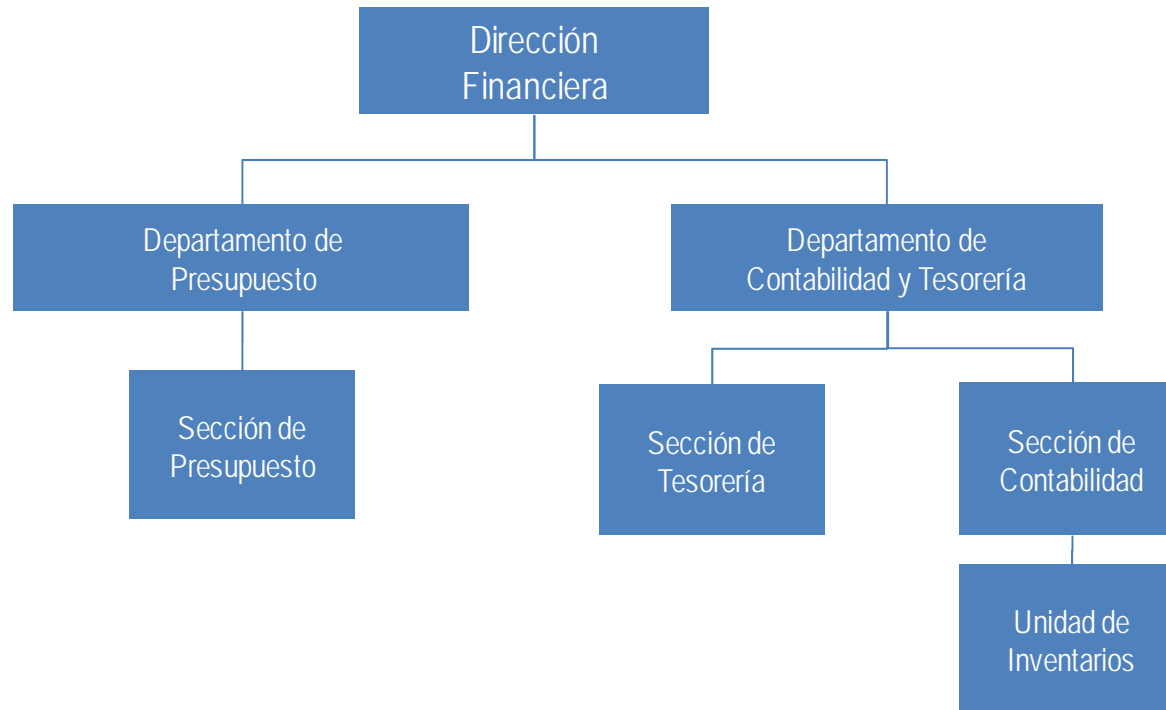 Dirección
Financiera
Departamento de
Presupuesto
Departamento de
Contabilidad y Tesorería
Sección de
Presupuesto
Sección de
Tesorería
Sección de
Contabilidad
Unidad de
Inventarios